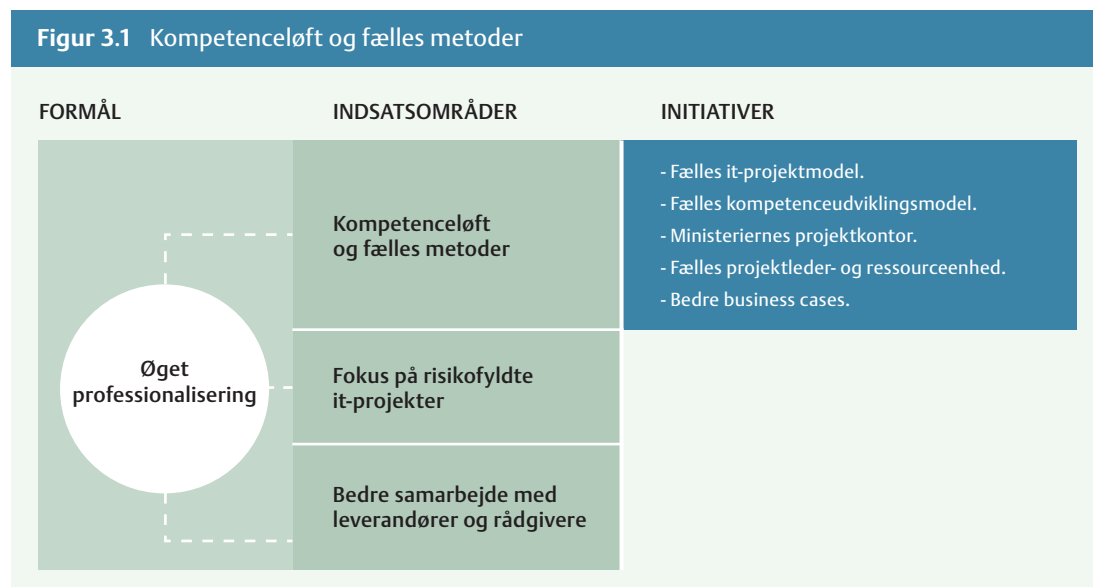 Figur 3.1 Kompetenceløft og fælles metoder
FORMÅL
INDSATSOMRÅDER
INITIATIVER
Øget
professionalisering
Kompetenceløft
og fælles metoder
Fokus på risikofyldte
it-projekter
Bedre samarbejde med
leverandører og rådgivere
- Fælles it-projektmodel.
- Fælles kompetenceudviklingsmodel.
- Ministeriernes projektkontor.
- Fælles projektleder- og ressourceenhed.
- Bedre business cases.